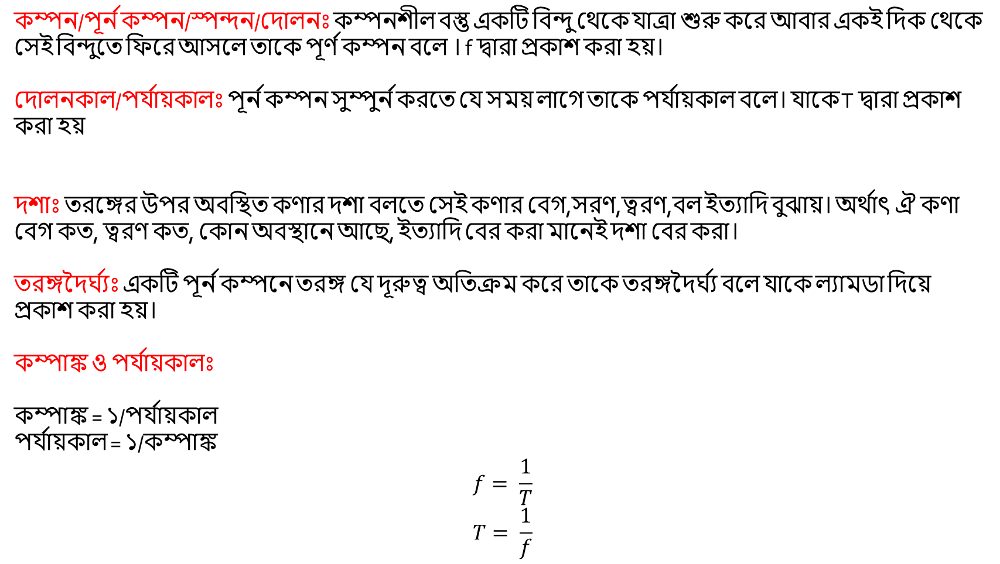 কম্পন/পূর্ন কম্পন/স্পন্দন/দোলনঃ কম্পনশীল বস্তু একটি বিন্দু থেকে যাত্রা শুরু করে আবার একই দিক থেকে
সেই বিন্দুতে ফিরে আসলে তাকে পূর্ণ কম্পন বলে । f দ্বারা প্রকাশ করা হয়।
দোলনকাল/পর্যায়কালঃ পূর্ন কম্পন সুম্পুর্ন করতে যে সময় লাগে তাকে পর্যায়কাল বলে। যাকে T দ্বারা প্রকাশ
করা হয়
দশাঃ তরঙ্গের উপর অবস্থিত কণার দশা বলতে সেই কণার বেগ,সরণ,ত্বরণ,বল ইত্যাদি বুঝায়। অর্থাৎ ঐ কণা
বেগ কত, ত্বরণ কত, কোন অবস্থানে আছে, ইত্যাদি বের করা মানেই দশা বের করা।
তরঙ্গদৈর্ঘ্যঃ একটি পূর্ন কম্পনে তরঙ্গ যে দূরুত্ব অতিক্রম করে তাকে তরঙ্গদৈর্ঘ্য বলে যাকে ল্যামডা দিয়ে
প্রকাশ করা হয়।
কম্পাঙ্ক ও পর্যায়কালঃ
কম্পাঙ্ক = ১/পর্যায়কাল
পর্যায়কাল = ১/কম্পাঙ্ক
f = 1/T
T = 1/f